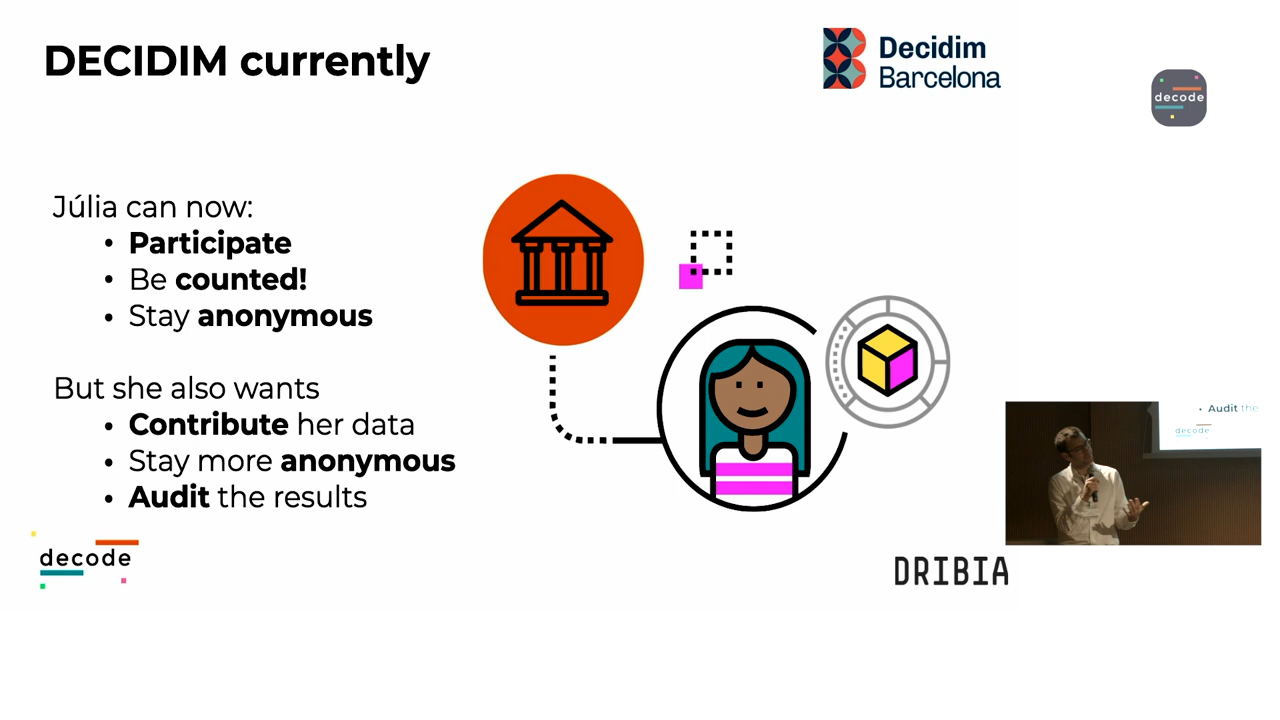 DECIDIM currently
Decidim
Barcelona
decode
Júlia can now:
• Participate
• Be counted!
• Stay anonymous
But she also wants
• Contribute her data
• Stay more anonymous
• Audit the results
• Audit the
decode
decode
DRIBIA